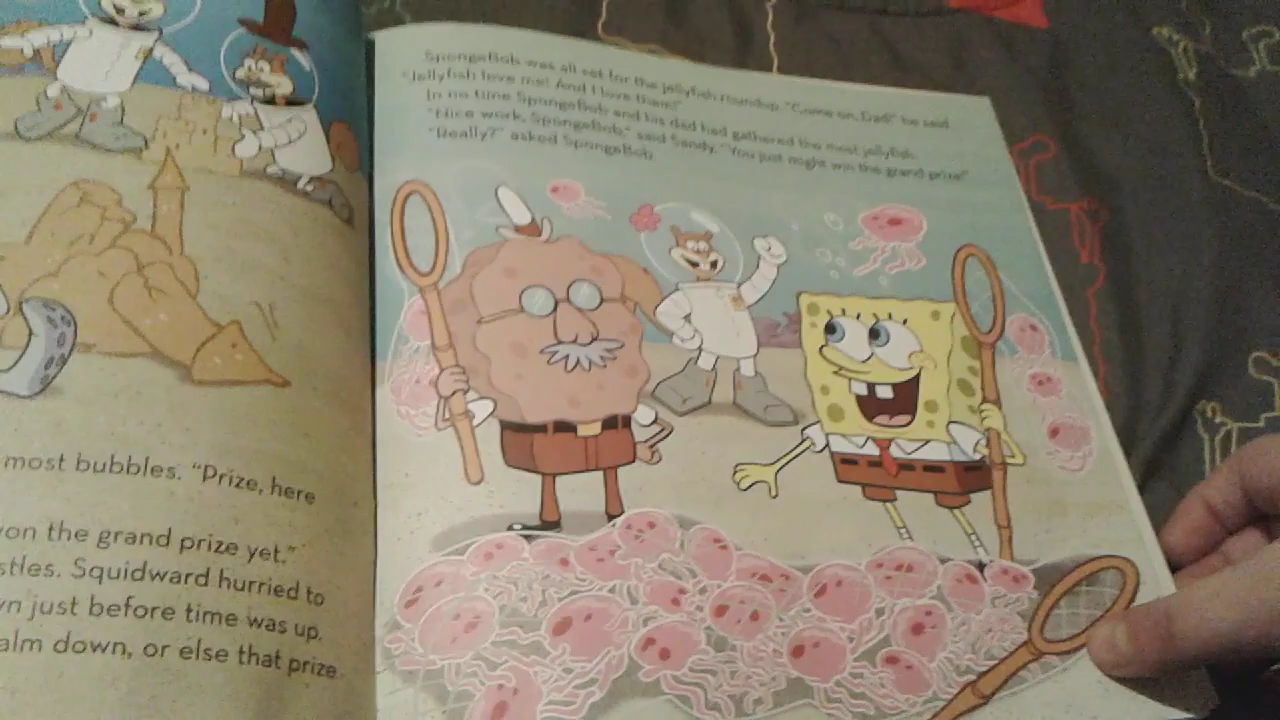 most bubbles. "Prize, here
on the grand prize yet."
stles. Squidward hurried to
n just before time was up.
alm down, or else that prize
SpongeBob was all set for the jellyfish roundup. "Come on, Dad!" he said.
"Jellyfish love me! And I love them!"
In no time SpongeBob and his dad had gathered the most jellyfish.
"Nice work, SpongeBob," said Sandy. "You just might win the grand prize!"
"Really?" asked SpongeBob.